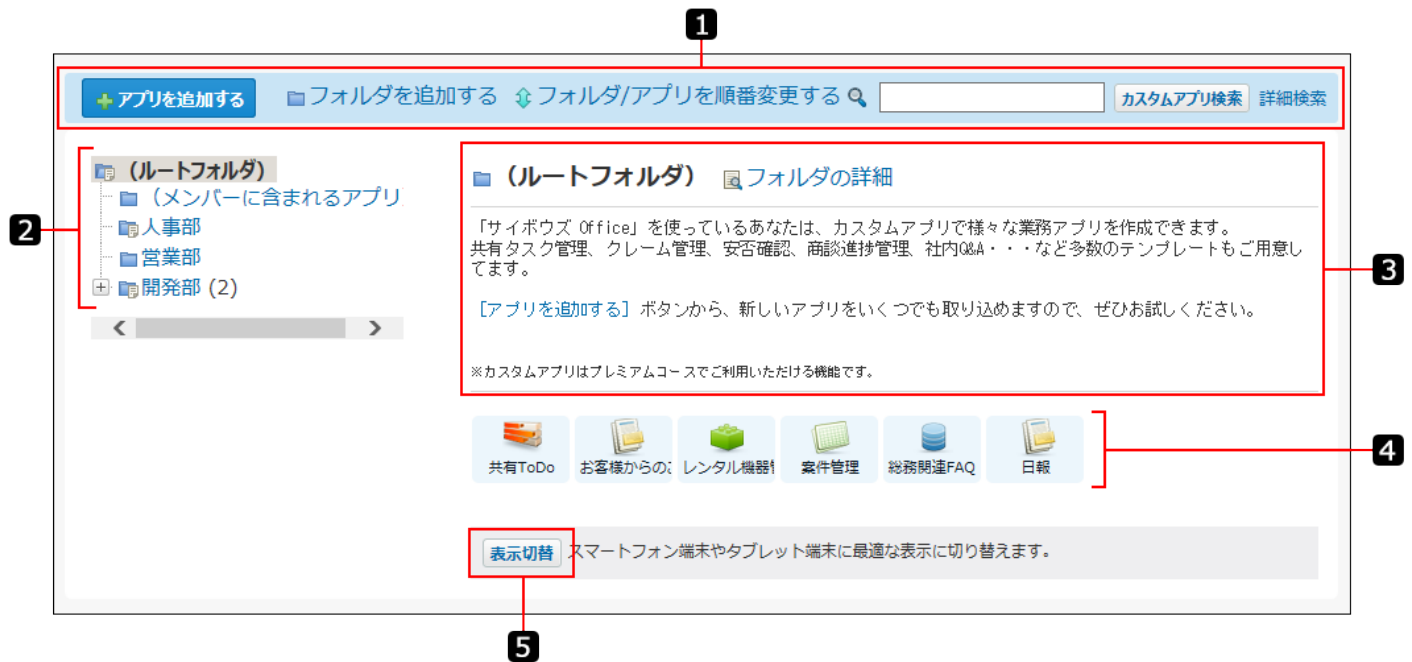 1
アプリを追加する フォルダを追加する フォルダ/アプリを順番変更する カスタムアプリ検索 詳細検索
2
(ルートフォルダ)
(メンバーに含まれるアプリ
人事部
営業部
開発部 (2)
3
(ルートフォルダ) フォルダの詳細
「サイボウズ Office」を使っているあなたは、カスタムアプリで様々な業務アプリを作成できます。
共有タスク管理、クレーム管理、安否確認、商談進捗管理、社内Q&A・・・など多数のテンプレートもご用意し
てます。
[アプリを追加する] ボタンから、新しいアプリをいくつでも取り込めますので、ぜひお試しください。
※カスタムアプリはプレミアムコースでご利用いただける機能です。
4
共有ToDo お客様からの レンタル機器 案件管理 総務関連FAQ 日報
表示切替 スマートフォン端末やタブレット端末に最適な表示に切り替えます。
5